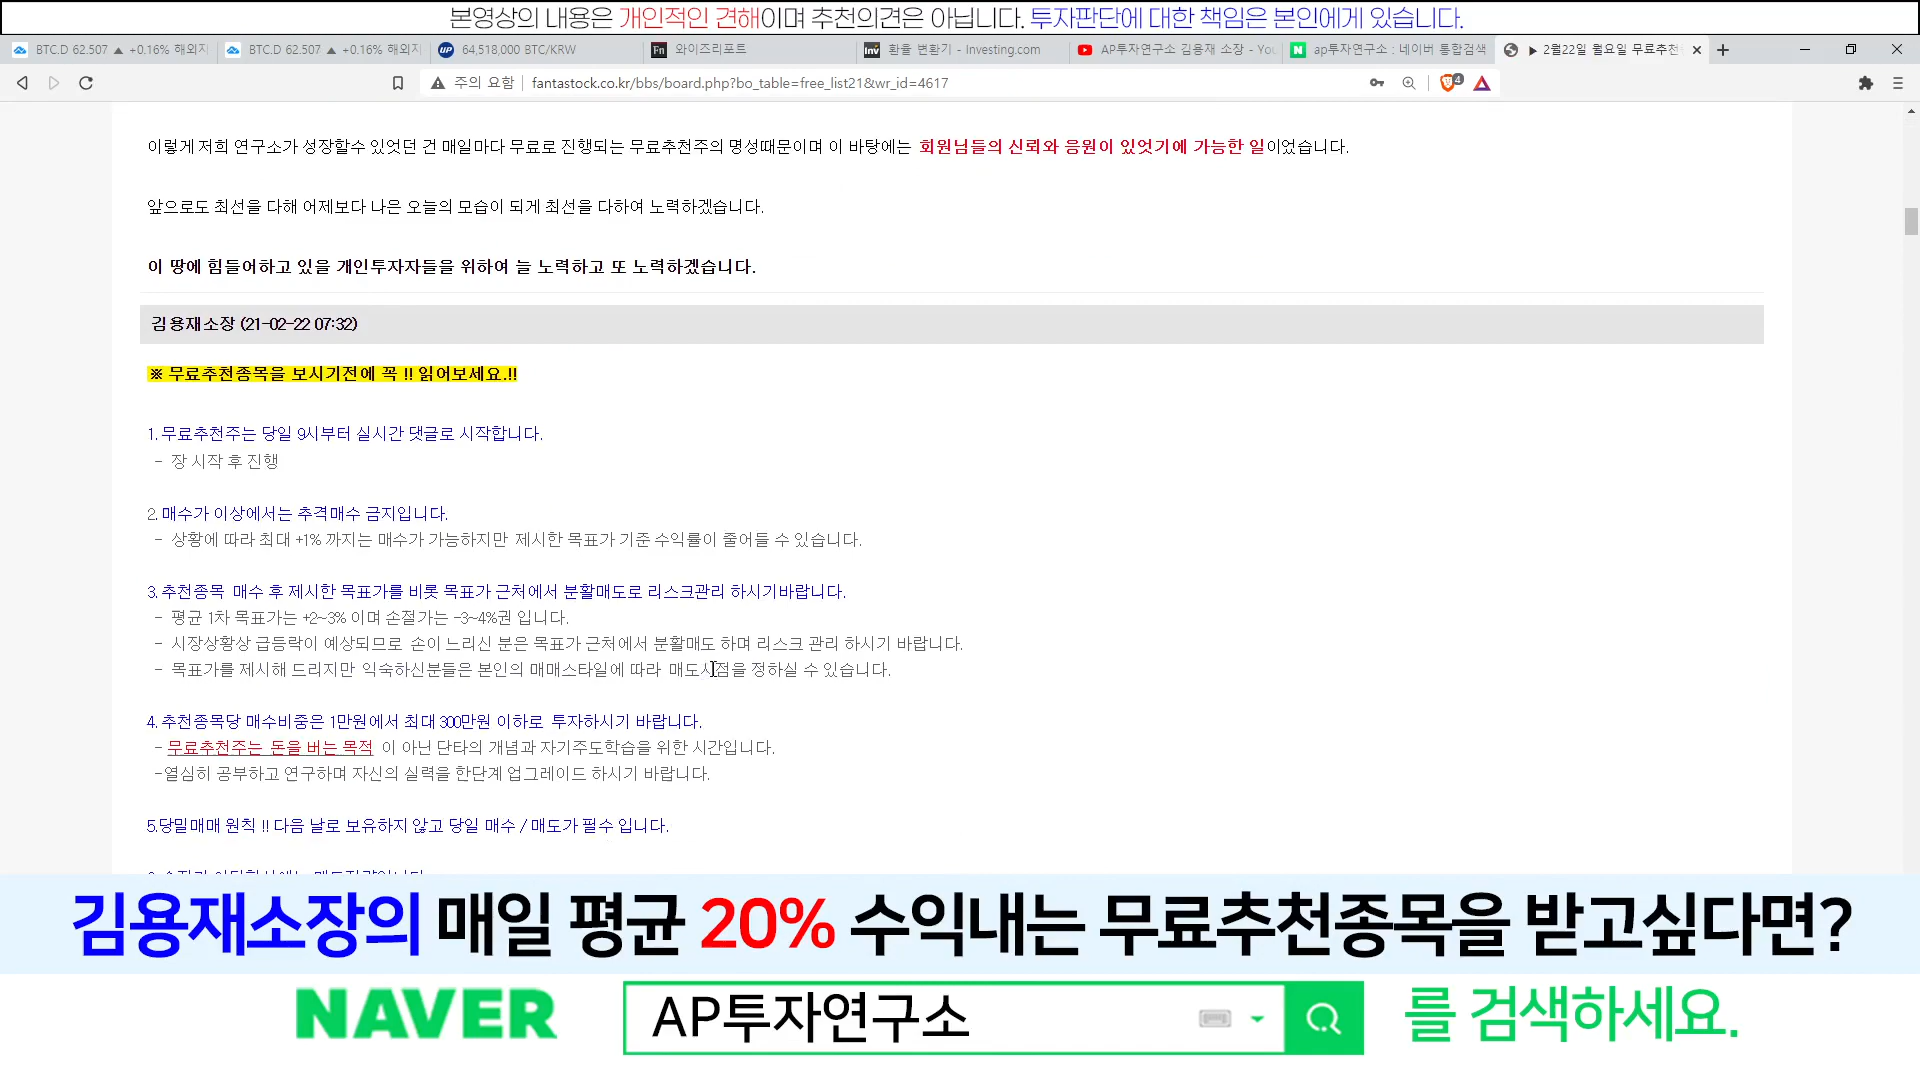 본영상의 내용은 개인적인 견해이며 추천의견은 아닙니다. 투자판단에 대한 책임은 본인에게 있습니다.
BTC.D 62.507 ▲ +0.16% 해외지
BTC.D 62.507 ▲ +0.16% 해외지
64,518,000 BTC/KRW
와이즈리포트
환율 변환기 - Investing.com
AP투자연구소 김용재 소장 - You
ap투자연구소 : 네이버 통합검색
▶ 2월22일 월요일 무료추천
주의 요함
fantastock.co.kr/bbs/board.php?bo_table=free_list21&wr_id=4617
4
이렇게 저희 연구소가 성장할수 있엇던 건 매일마다 무료로 진행되는 무료추천주의 명성때문이며 이 바탕에는 회원님들의 신뢰와 응원이 있엇기에 가능한 일이었습니다.
앞으로도 최선을 다해 어제보다 나은 오늘의 모습이 되게 최선을 다하여 노력하겠습니다.
이 땅에 힘들어하고 있을 개인투자자들을 위하여 늘 노력하고 또 노력하겠습니다.
김용재소장 (21-02-22 07:32)
※ 무료추천종목을 보시기전에 꼭 !! 읽어보세요.!!
1. 무료추천주는 당일 9시부터 실시간 댓글로 시작합니다.
- 장 시작 후 진행
2. 매수가 이상에서는 추격매수 금지입니다.
- 상황에 따라 최대 +1% 까지는 매수가 가능하지만 제시한 목표가 기준 수익률이 줄어들 수 있습니다.
3. 추천종목 매수 후 제시한 목표가를 비롯 목표가 근처에서 분할매도로 리스크관리 하시기바랍니다.
- 평균 1차 목표가는 +2~3% 이며 손절가는 -3~4%권 입니다.
- 시장상황상 급등락이 예상되므로 손이 느리신 분은 목표가 근처에서 분할매도 하며 리스크 관리 하시기 바랍니다.
- 목표가를 제시해 드리지만 익숙하신분들은 본인의 매매스타일에 따라 매도시점을 정하실 수 있습니다.
4. 추천종목당 매수비중은 1만원에서 최대 300만원 이하로 투자하시기 바랍니다.
- 무료추천주는 돈을 버는 목적 이 아닌 단타의 개념과 자기주도학습을 위한 시간입니다.
-열심히 공부하고 연구하며 자신의 실력을 한단계 업그레이드 하시기 바랍니다.
5.당밀매매 원칙 !! 다음 날로 보유하지 않고 당일 매수 / 매도가 필수 입니다.
김용재소장의 매일 평균 20% 수익내는 무료추천종목을 받고싶다면?
NAVER AP투자연구소 를 검색하세요.